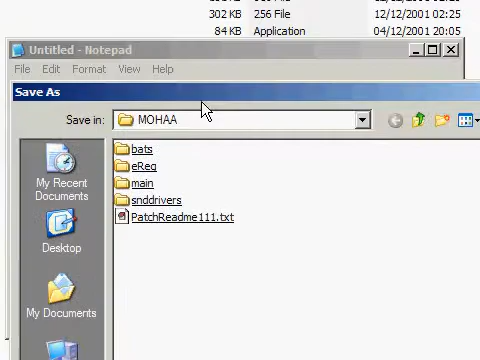 302 KB 256 File 12/12/2001 02:25
84 KB Application 04/12/2001 20:05
Untitled - Notepad
File Edit Format View Help
Save As
Save in: MOHAA
bats
eReg
main
snddrivers
PatchReadme111.txt
My Recent
Documents
Desktop
My Documents